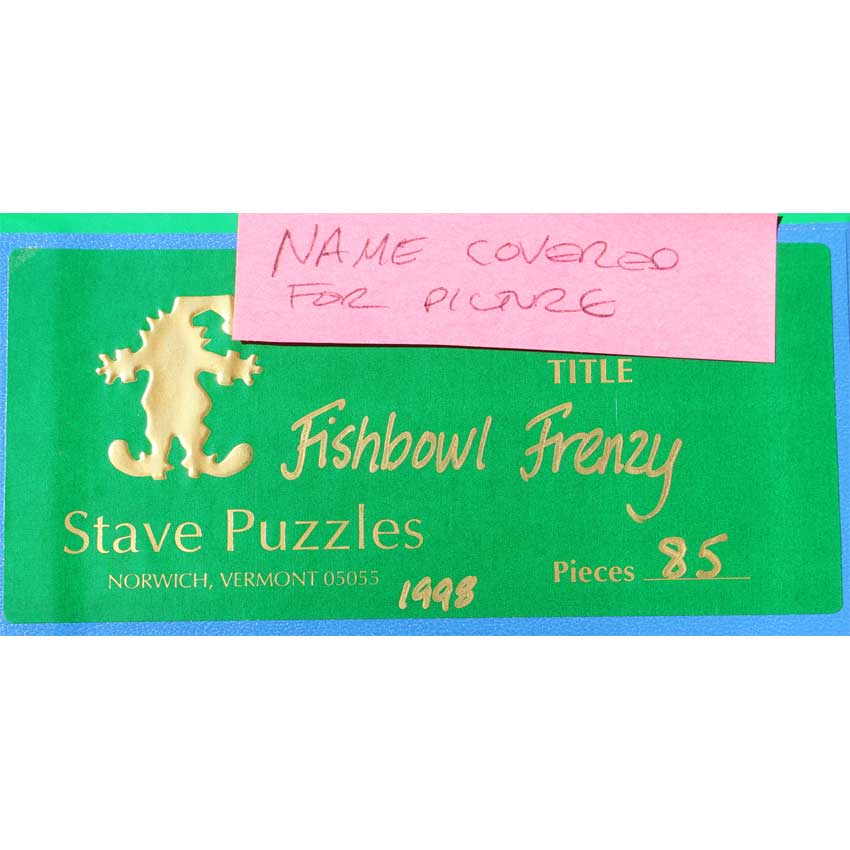 NAME COVERED
FOR PICTURE
TITLE
Fishbowl Frenzy
Stave Puzzles
NORWICH, VERMONT 05055
1998
Pieces 85